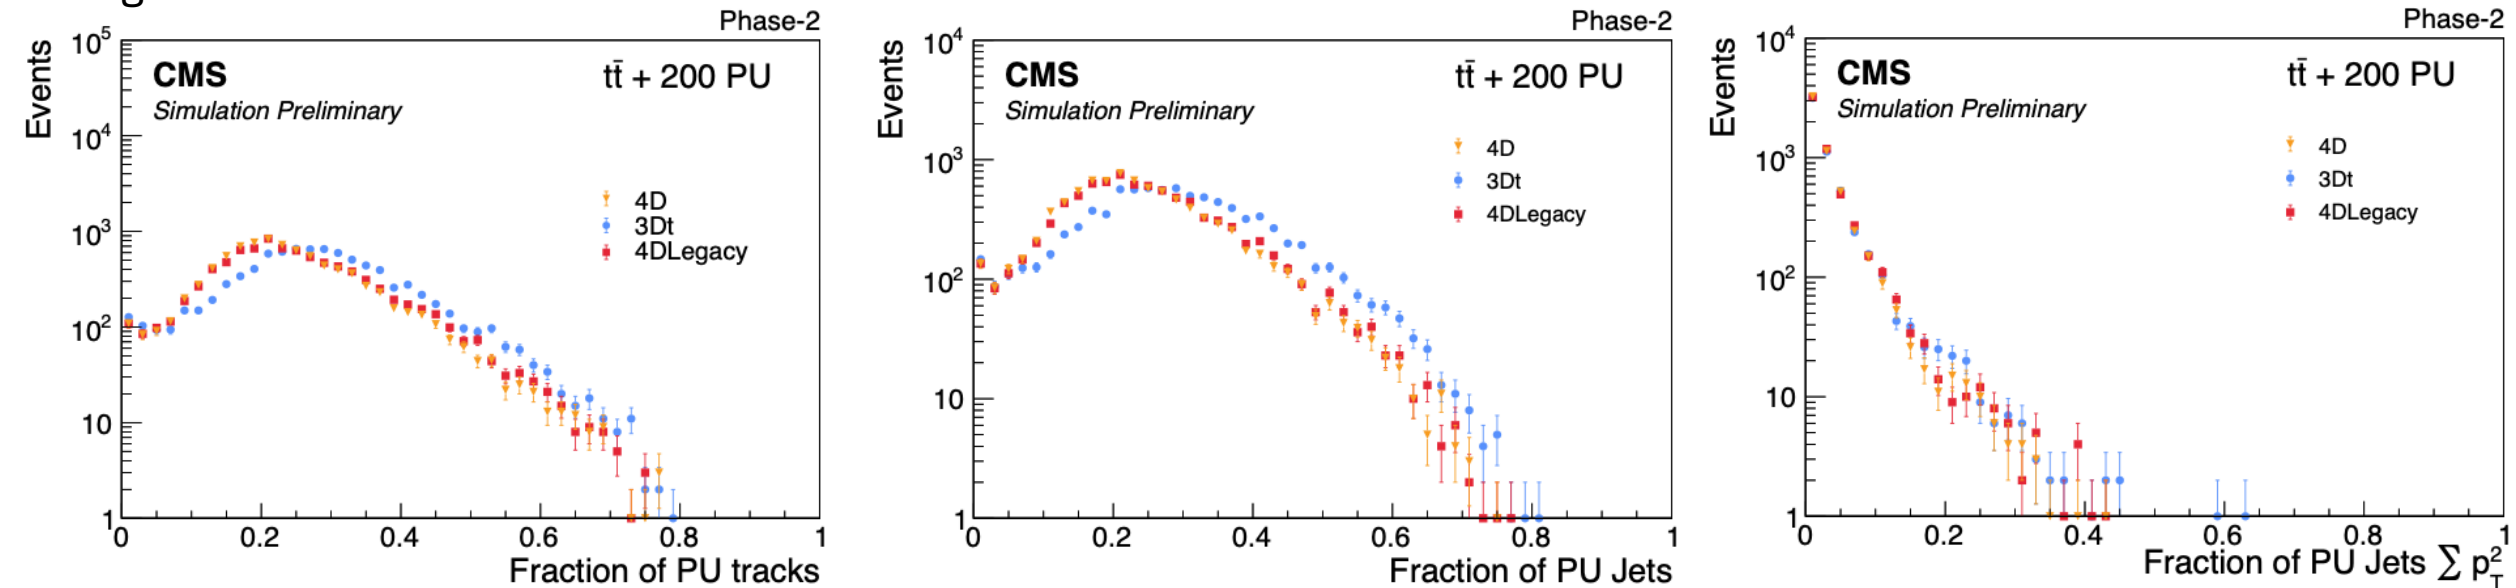 Phase-2
Events
10^5
10^4
10^3
10^2
10
1
CMS
Simulation Preliminary
tt̄ + 200 PU
4D
3Dt
4DLegacy
0 0.2 0.4 0.6 0.8 1
Fraction of PU tracks
Phase-2
Events
10^4
10^3
10^2
10
1
CMS
Simulation Preliminary
tt̄ + 200 PU
4D
3Dt
4DLegacy
0 0.2 0.4 0.6 0.8 1
Fraction of PU Jets
Phase-2
Events
10^4
10^3
10^2
10
1
CMS
Simulation Preliminary
tt̄ + 200 PU
4D
3Dt
4DLegacy
0 0.2 0.4 0.6 0.8 1
Fraction of PU Jets ∑ p_T^2